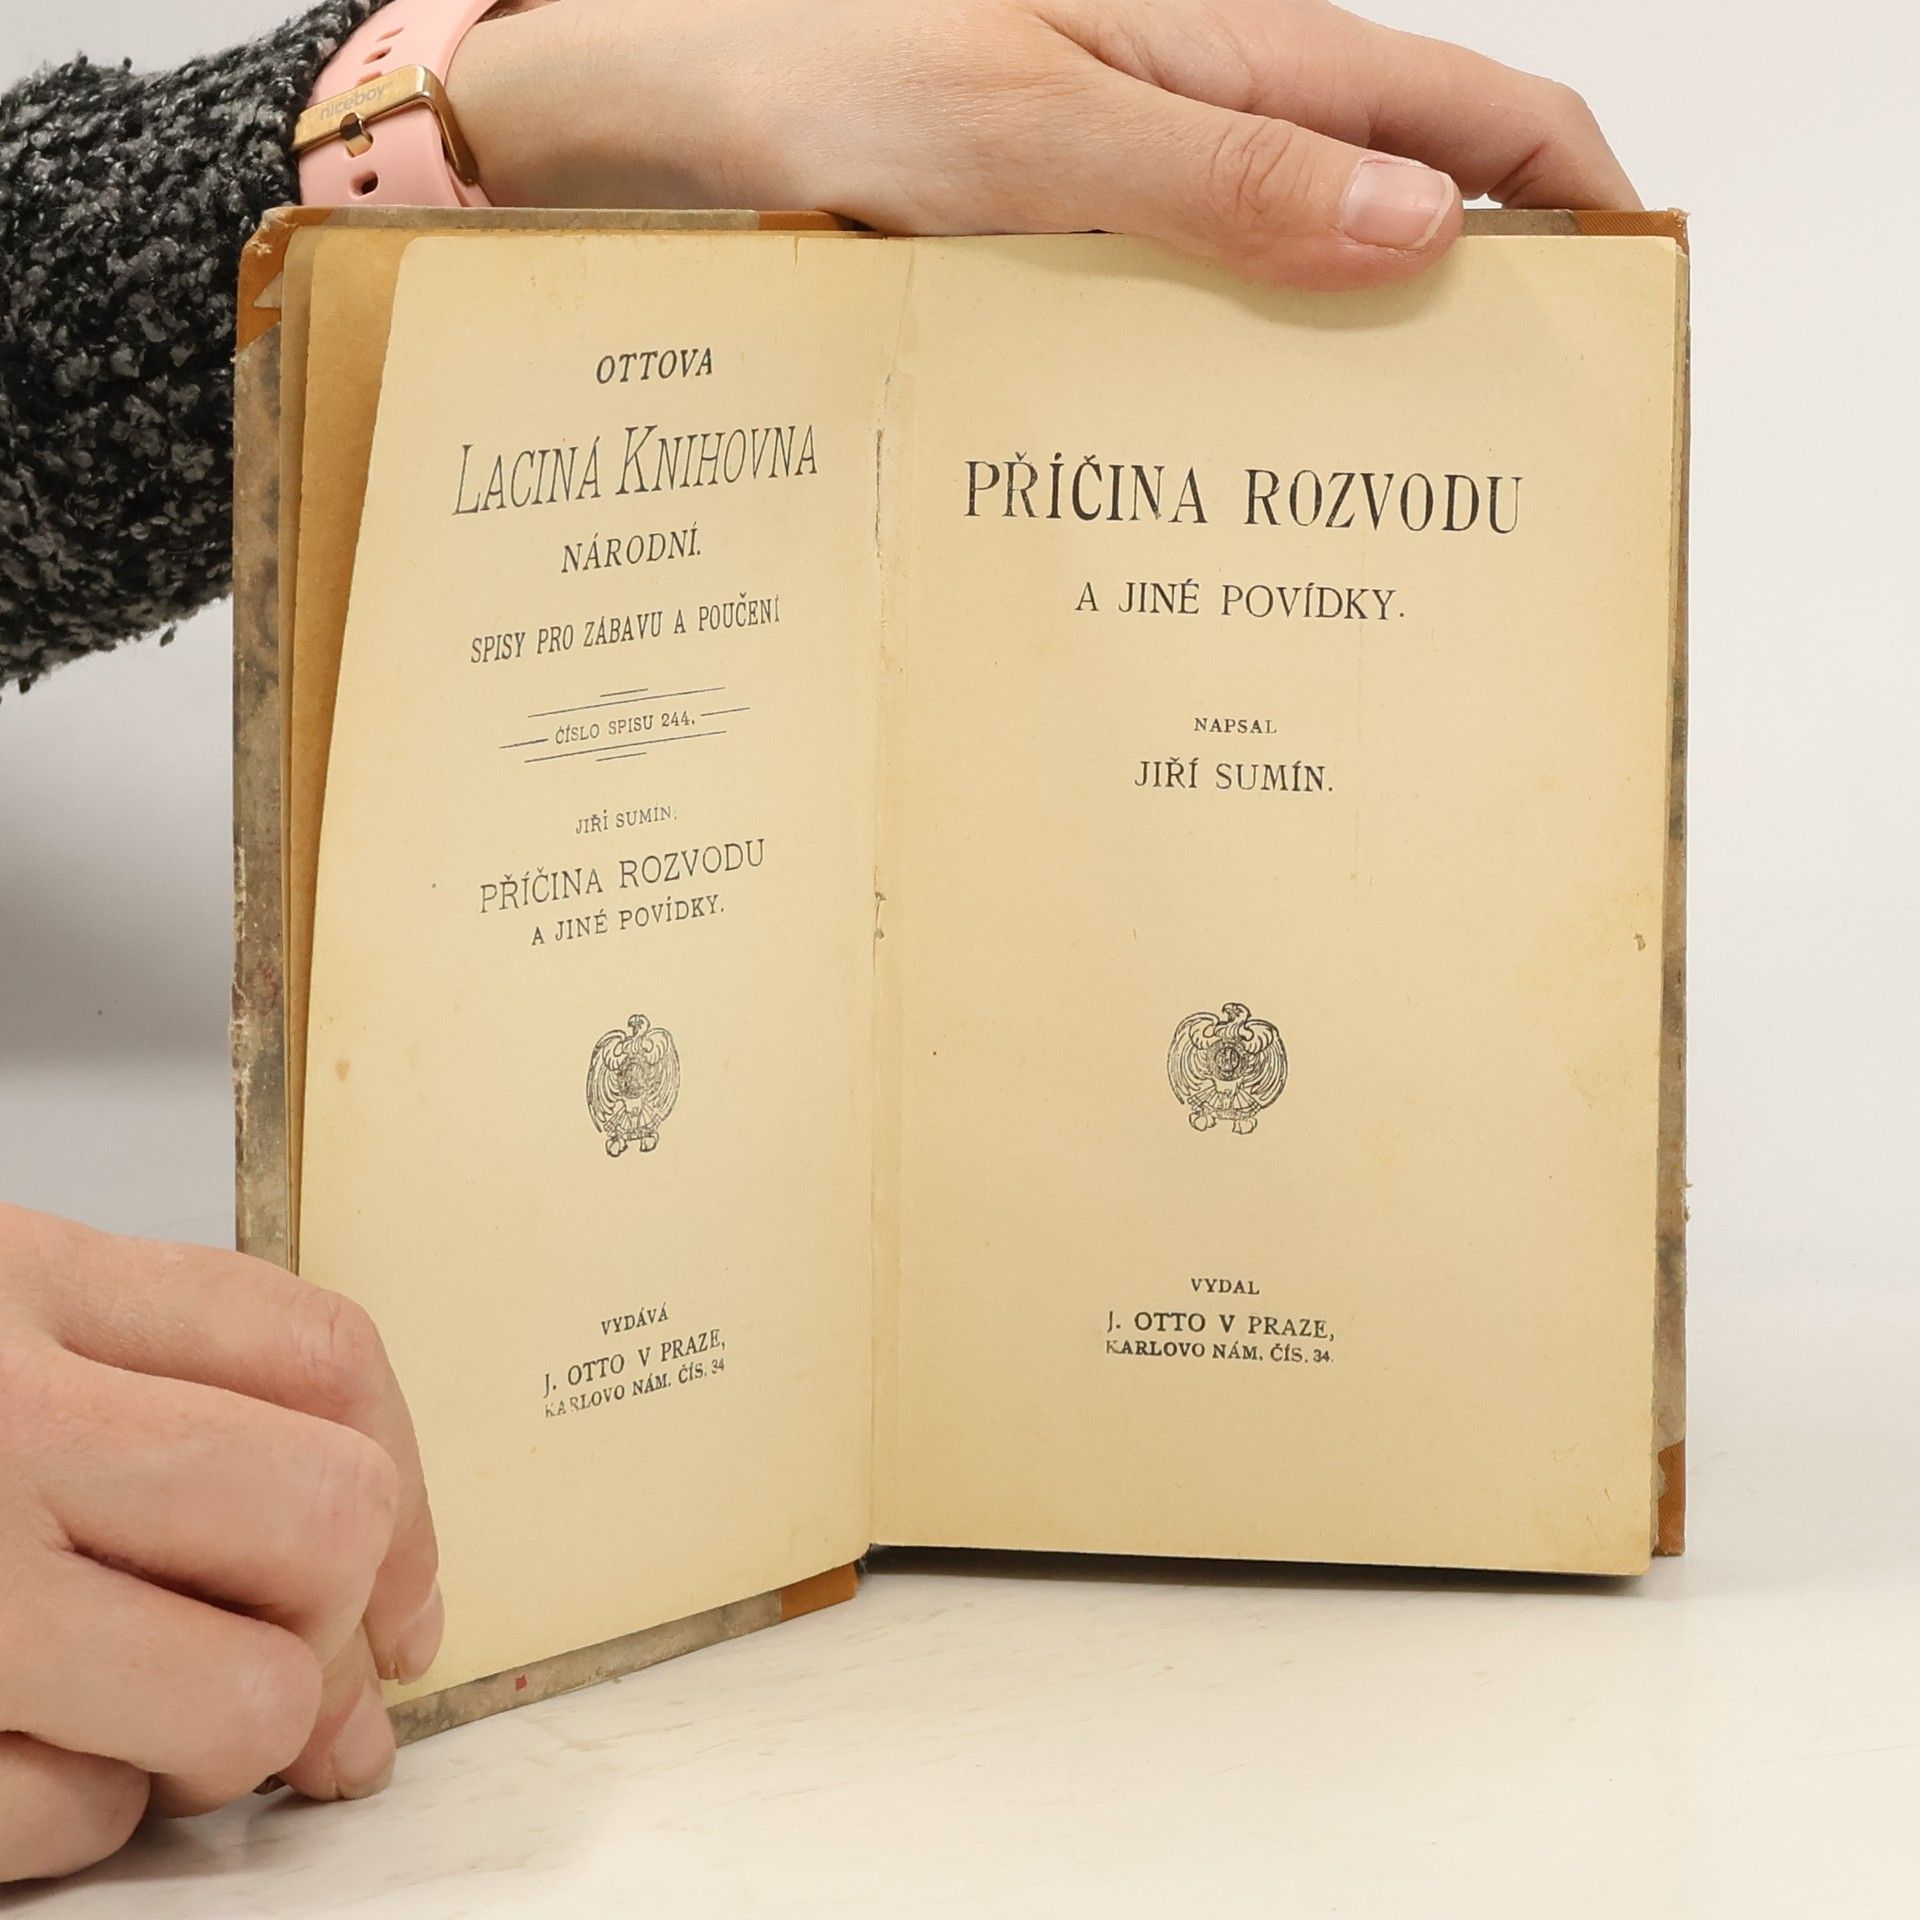 niceboy
OTTOVA
LACINÁ KNIHOVNA
NÁRODNÍ.
SPISY PRO ZÁBAVU A POUČENÍ
ČÍSLO SPISU 244.
JIŘÍ SUMÍN:
PŘÍČINA ROZVODU
A JINÉ POVÍDKY.
VYDÁVÁ
J. OTTO V PRAZE,
KARLOVO NÁM. ČÍS. 34
PŘÍČINA ROZVODU
A JINÉ POVÍDKY.
NAPSAL
JIŘÍ SUMÍN.
VYDAL
J. OTTO V PRAZE,
KARLOVO NÁM. ČÍS. 34.